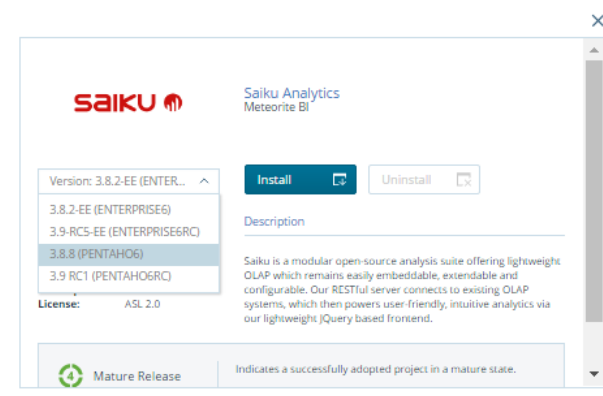 saiku
Saiku Analytics
Meteorite BI
Version: 3.8.2-EE (ENTER...
Install
Uninstall
3.8.2-EE (ENTERPRISE6)
3.9-RC5-EE (ENTERPRISE6RC)
3.8.8 (PENTAHO6)
3.9 RC1 (PENTAHO6RC)
License: ASL 2.0
Description
Saiku is a modular open-source analysis suite offering lightweight
OLAP which remains easily embeddable, extendable and
configurable. Our RESTful server connects to existing OLAP
systems, which then powers user-friendly, intuitive analytics via
our lightweight JQuery based frontend.
4 Mature Release
Indicates a successfully adopted project in a mature state.